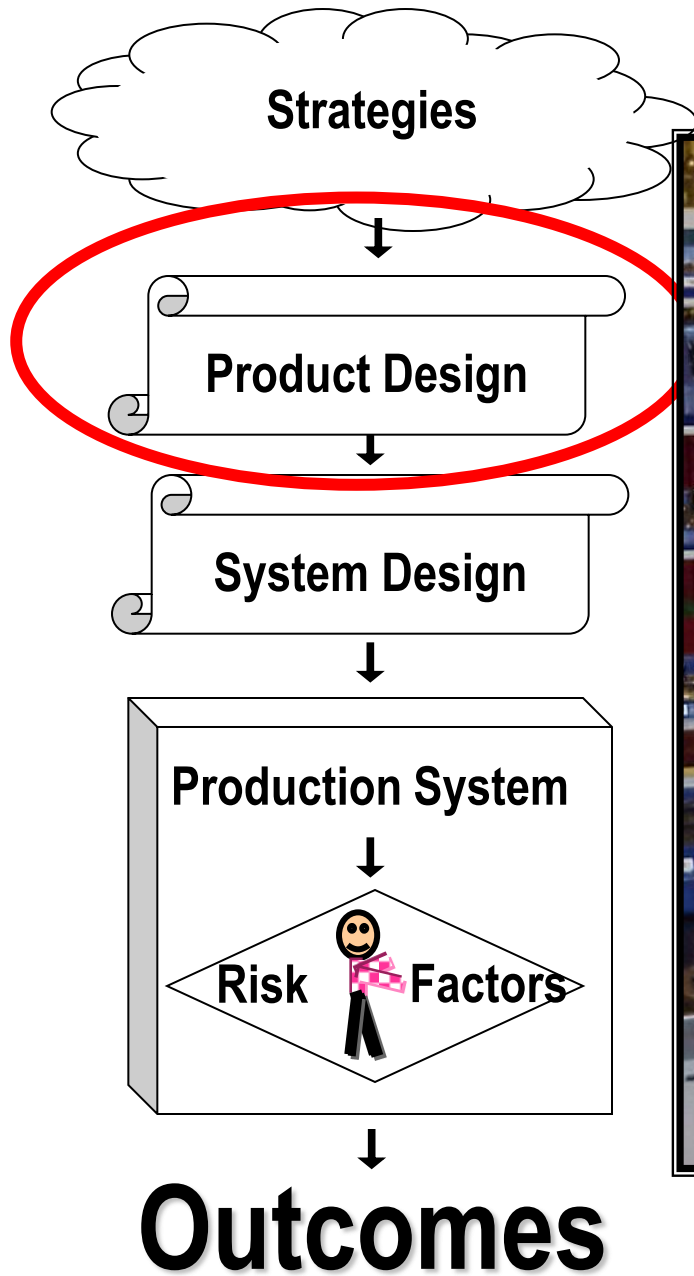 Strategies
Product Design
System Design
Production System
Risk Factors
Outcomes